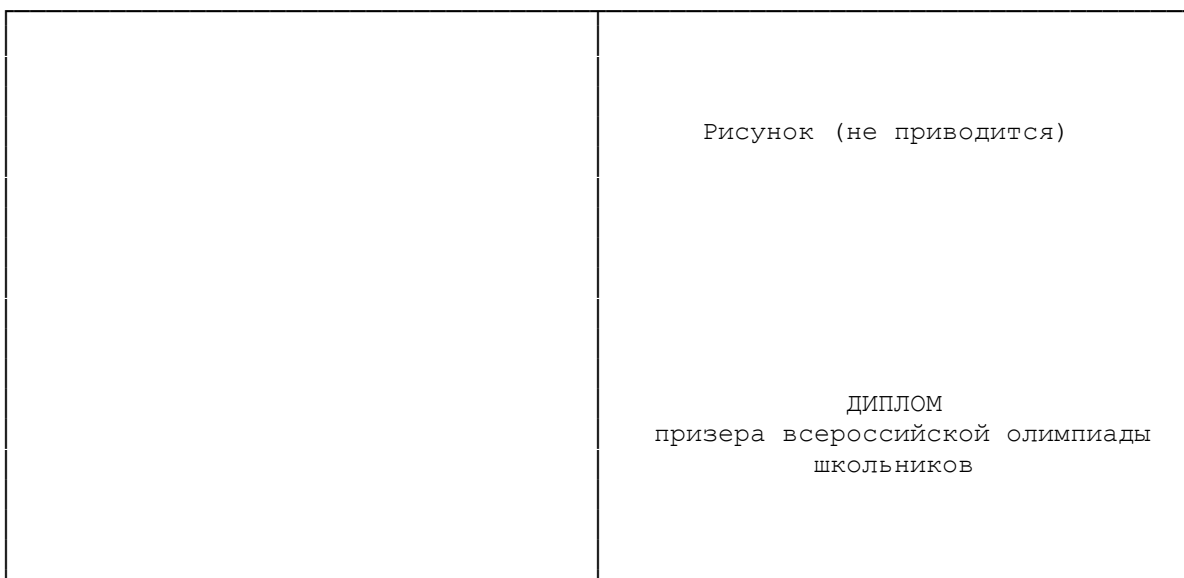 Рисунок (не приводится)
ДИПЛОМ
призера всероссийской олимпиады
школьников